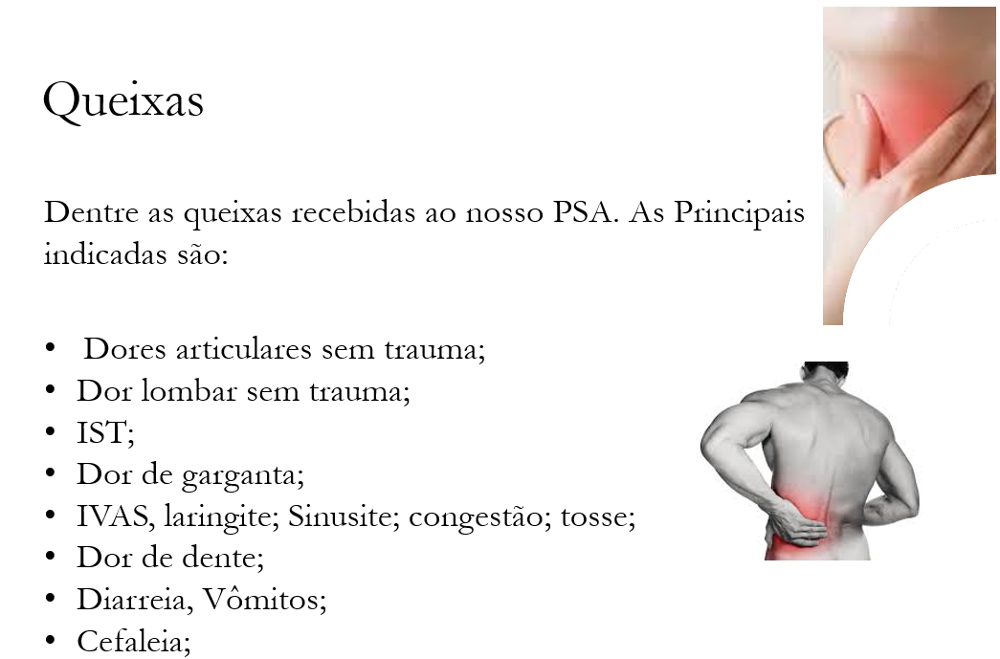 Queixas
Dentre as queixas recebidas ao nosso PSA. As Principais
indicadas são:
• Dores articulares sem trauma;
• Dor lombar sem trauma;
• IST;
• Dor de garganta;
• IVAS, laringite; Sinusite; congestão; tosse;
• Dor de dente;
• Diarreia, Vômitos;
• Cefaleia;